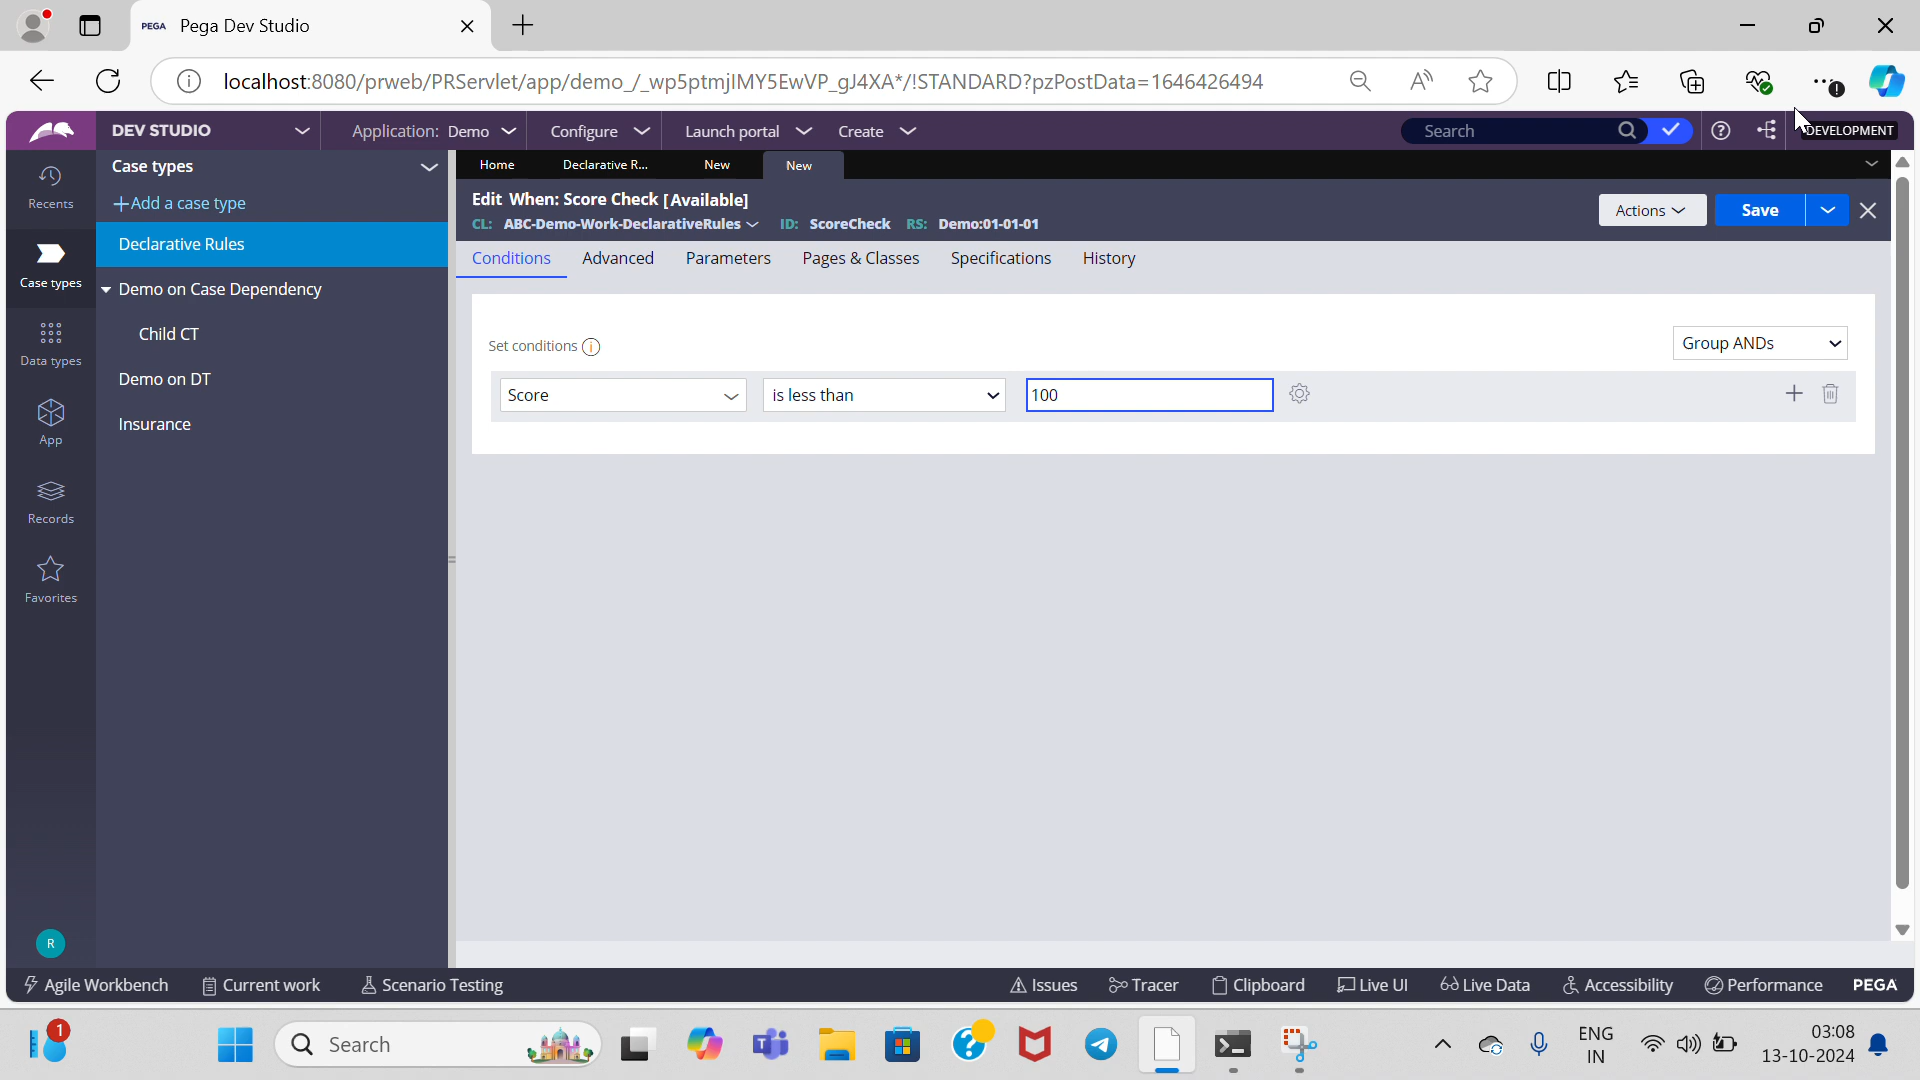 PEGA Pega Dev Studio
localhost:8080/prweb/PRServlet/app/demo_/_wp5ptmjlMY5EwVP_gJ4XA*/!STANDARD?pzPostData=1646426494
DEV STUDIO Application: Demo Configure Launch portal Create Search DEVELOPMENT
Recents
Case types
Data types
App
Records
Favorites
R
Case types
+Add a case type
Declarative Rules
Demo on Case Dependency
Child CT
Demo on DT
Insurance
Home Declarative R... New New
Edit When: Score Check [Available]
CL: ABC-Demo-Work-DeclarativeRules ID: ScoreCheck RS: Demo:01-01-01
Actions Save
Conditions Advanced Parameters Pages & Classes Specifications History
Set conditions
Group ANDs
Score is less than 100
Agile Workbench Current work Scenario Testing Issues Tracer Clipboard Live UI Live Data Accessibility Performance PEGA
1
Search
ENG
IN
03:08
13-10-2024